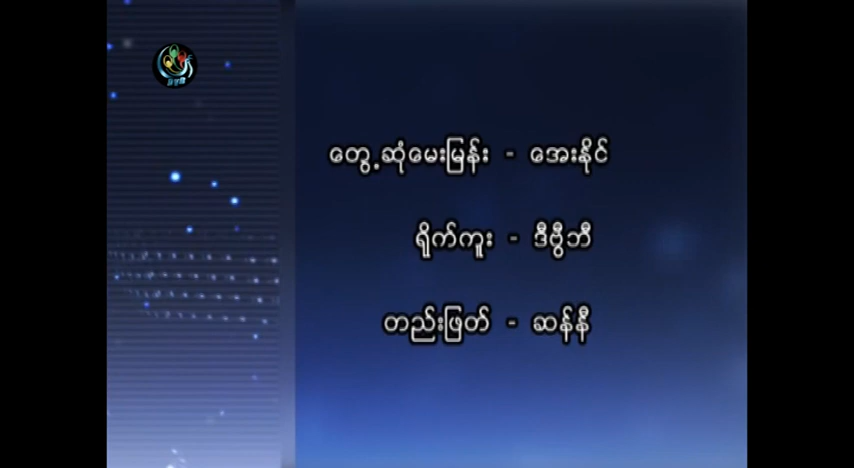 တွေ့ဆုံမေးမြန်း - အေးနိုင်
ရိုက်ကူး - ဒီဗွီဘီ
တည်းဖြတ် - ဆန်နီ